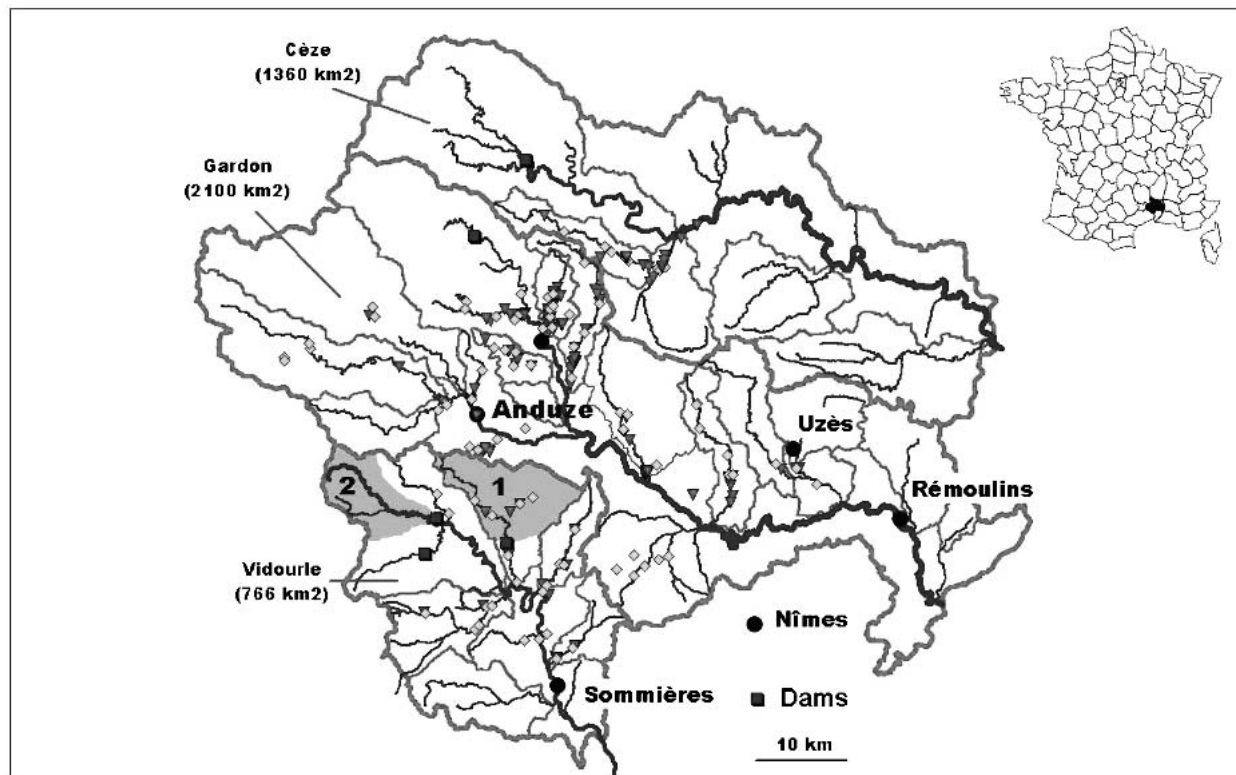 Cèze
(1360 km2)
Gardon
(2100 km2)
Anduze
Uzès
2
1
Rémoulins
Vidourle
(766 km2)
Nîmes
Sommières
Dams
10 km